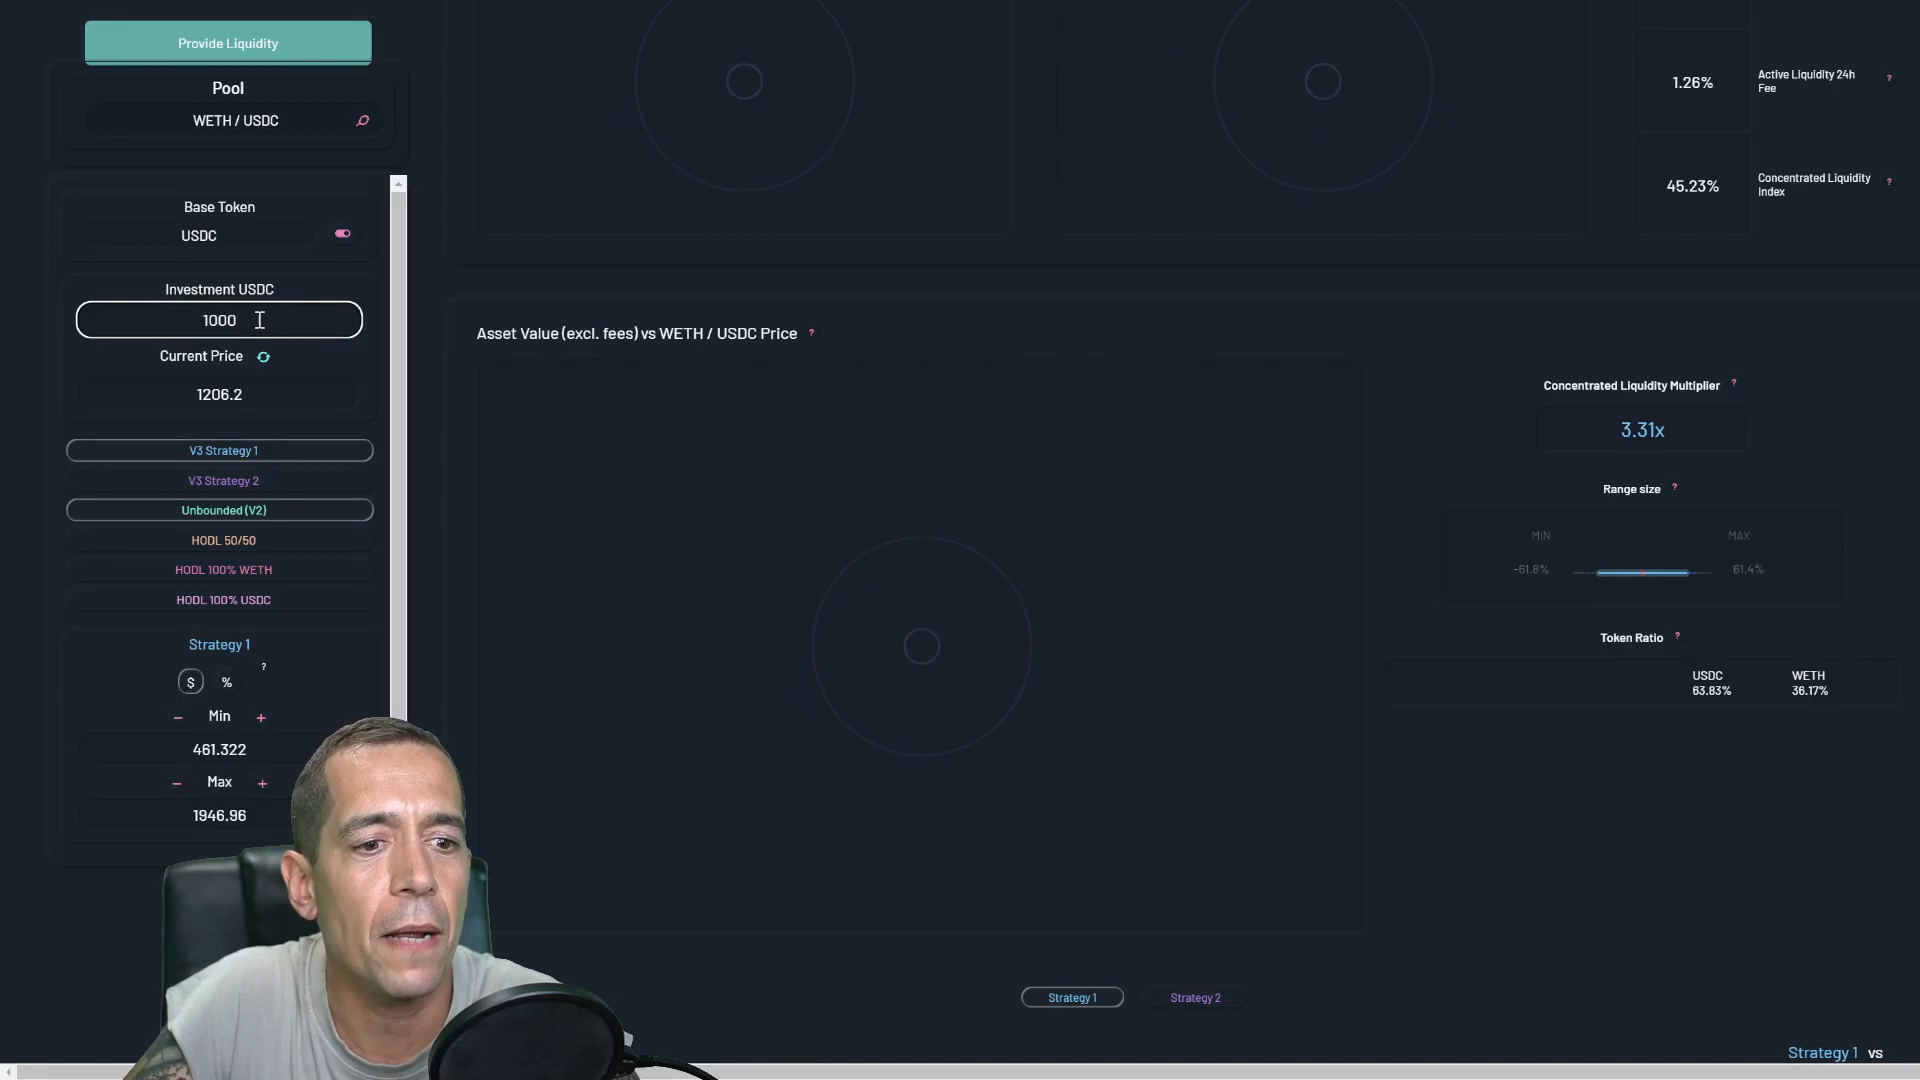 Provide Liquidity
Pool
WETH / USDC
Base Token
USDC
Investment USDC
1000
Current Price
1206.2
V3 Strategy 1
V3 Strategy 2
Unbounded (V2)
HODL 50/50
HODL 100% WETH
HODL 100% USDC
Strategy 1
?
$ %
- Min +
461.322
- Max +
1946.96
1.26%
Active Liquidity 24h
Fee
?
45.23%
Concentrated Liquidity
Index
?
Asset Value (excl. fees) vs WETH / USDC Price ?
Concentrated Liquidity Multiplier ?
3.31x
Range size ?
MIN MAX
-61.8% 61.4%
Token Ratio ?
USDC WETH
63.83% 36.17%
Strategy 1 Strategy 2
Strategy 1 vs